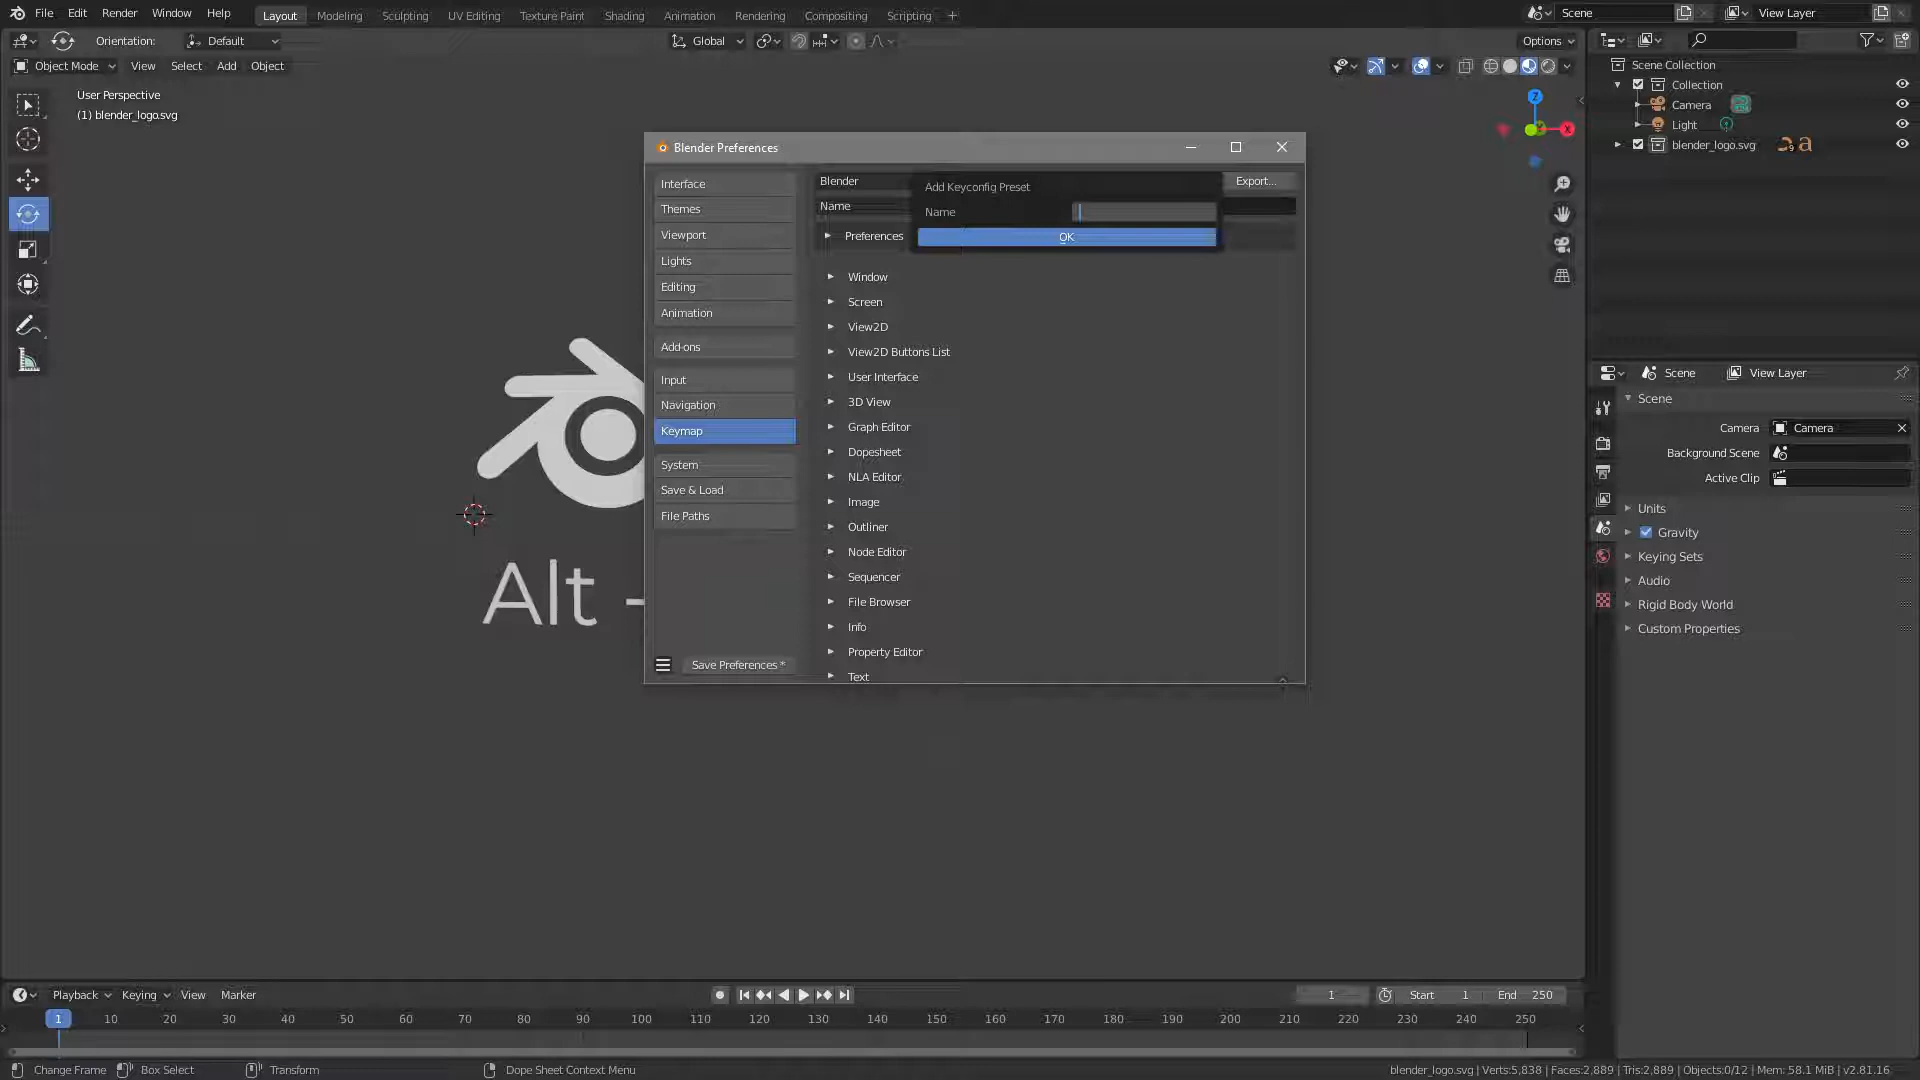 File Edit Render Window Help Layout Modeling Sculpting UV Editing Texture Paint Shading Animation Rendering Compositing Scripting + Scene View Layer
Orientation: Default Global Options
Object Mode View Select Add Object
User Perspective
(1) blender_logo.svg
Z
X
Scene Collection
Collection
Camera
Light
blender_logo.svg
Blender Preferences
Interface
Themes
Viewport
Lights
Editing
Animation
Add-ons
Input
Navigation
Keymap
System
Save & Load
File Paths
Save Preferences *
Blender
Export...
Name
Add Keyconfig Preset
Name
OK
Preferences
Window
Screen
View2D
View2D Buttons List
User Interface
3D View
Graph Editor
Dopesheet
NLA Editor
Image
Outliner
Node Editor
Sequencer
File Browser
Info
Property Editor
Text
Alt -
Scene View Layer
Scene
Camera Camera
Background Scene
Active Clip
Units
Gravity
Keying Sets
Audio
Rigid Body World
Custom Properties
Playback Keying View Marker 1 Start 1 End 250
1 10 20 30 40 50 60 70 80 90 100 110 120 130 140 150 160 170 180 190 200 210 220 230 240 250
Change Frame Box Select Transform Dope Sheet Context Menu blender_logo.svg | Verts:5,838 | Faces:2,889 | Tris:2,889 | Objects:0/12 | Mem: 58.1 MiB | v2.81.16